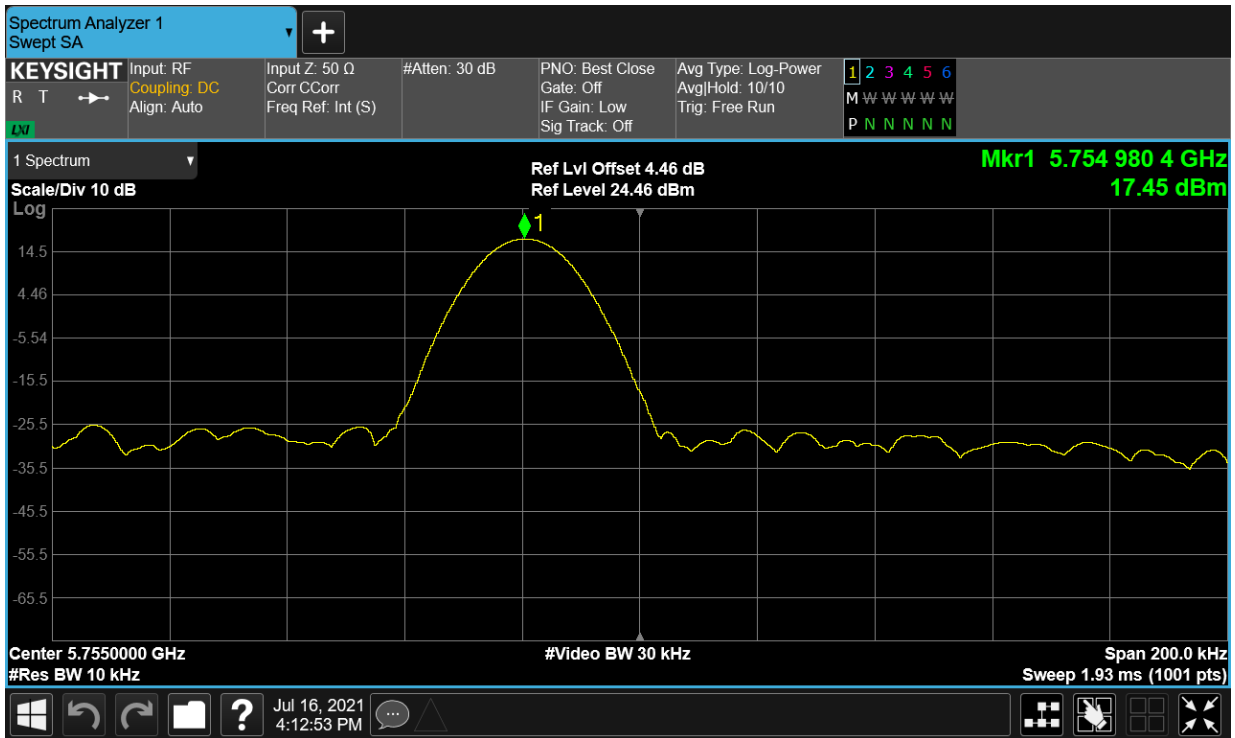 Spectrum Analyzer 1
Swept SA
+
KEYSIGHT
R T
LXI
Input: RF
Coupling: DC
Align: Auto
Input Z: 50 Ω
Corr CCorr
Freq Ref: Int (S)
#Atten: 30 dB
PNO: Best Close
Gate: Off
IF Gain: Low
Sig Track: Off
Avg Type: Log-Power
Avg|Hold: 10/10
Trig: Free Run
1 2 3 4 5 6
M W W W W W
P N N N N N
1 Spectrum
Scale/Div 10 dB
Log
Ref Lvl Offset 4.46 dB
Ref Level 24.46 dBm
Mkr1 5.754 980 4 GHz
17.45 dBm
1
14.5
4.46
-5.54
-15.5
-25.5
-35.5
-45.5
-55.5
-65.5
Center 5.7550000 GHz
#Video BW 30 kHz
Span 200.0 kHz
#Res BW 10 kHz
Sweep 1.93 ms (1001 pts)
?
Jul 16, 2021
4:12:53 PM